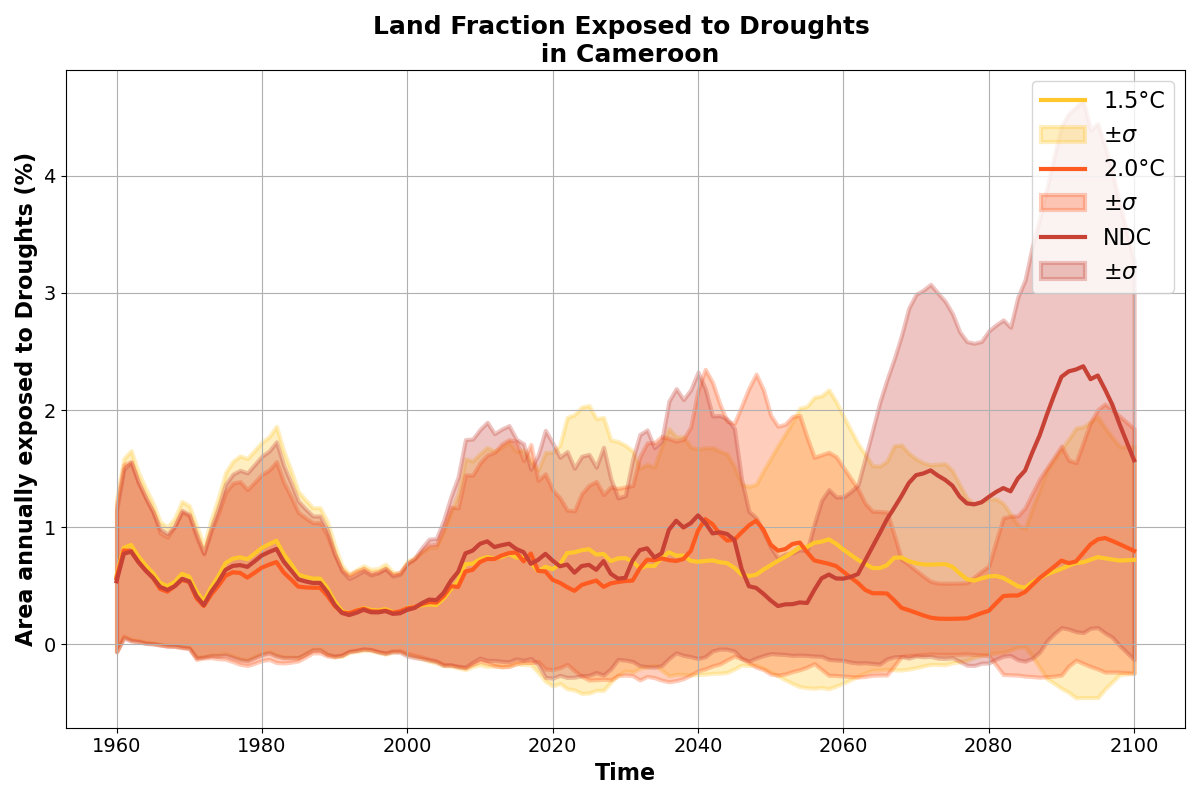 Land Fraction Exposed to Droughts
in Cameroon
Area annually exposed to Droughts (%)
4
3
2
1
0
1960 1980 2000 2020 2040 2060 2080 2100
Time
1.5°C
±σ
2.0°C
±σ
NDC
±σ